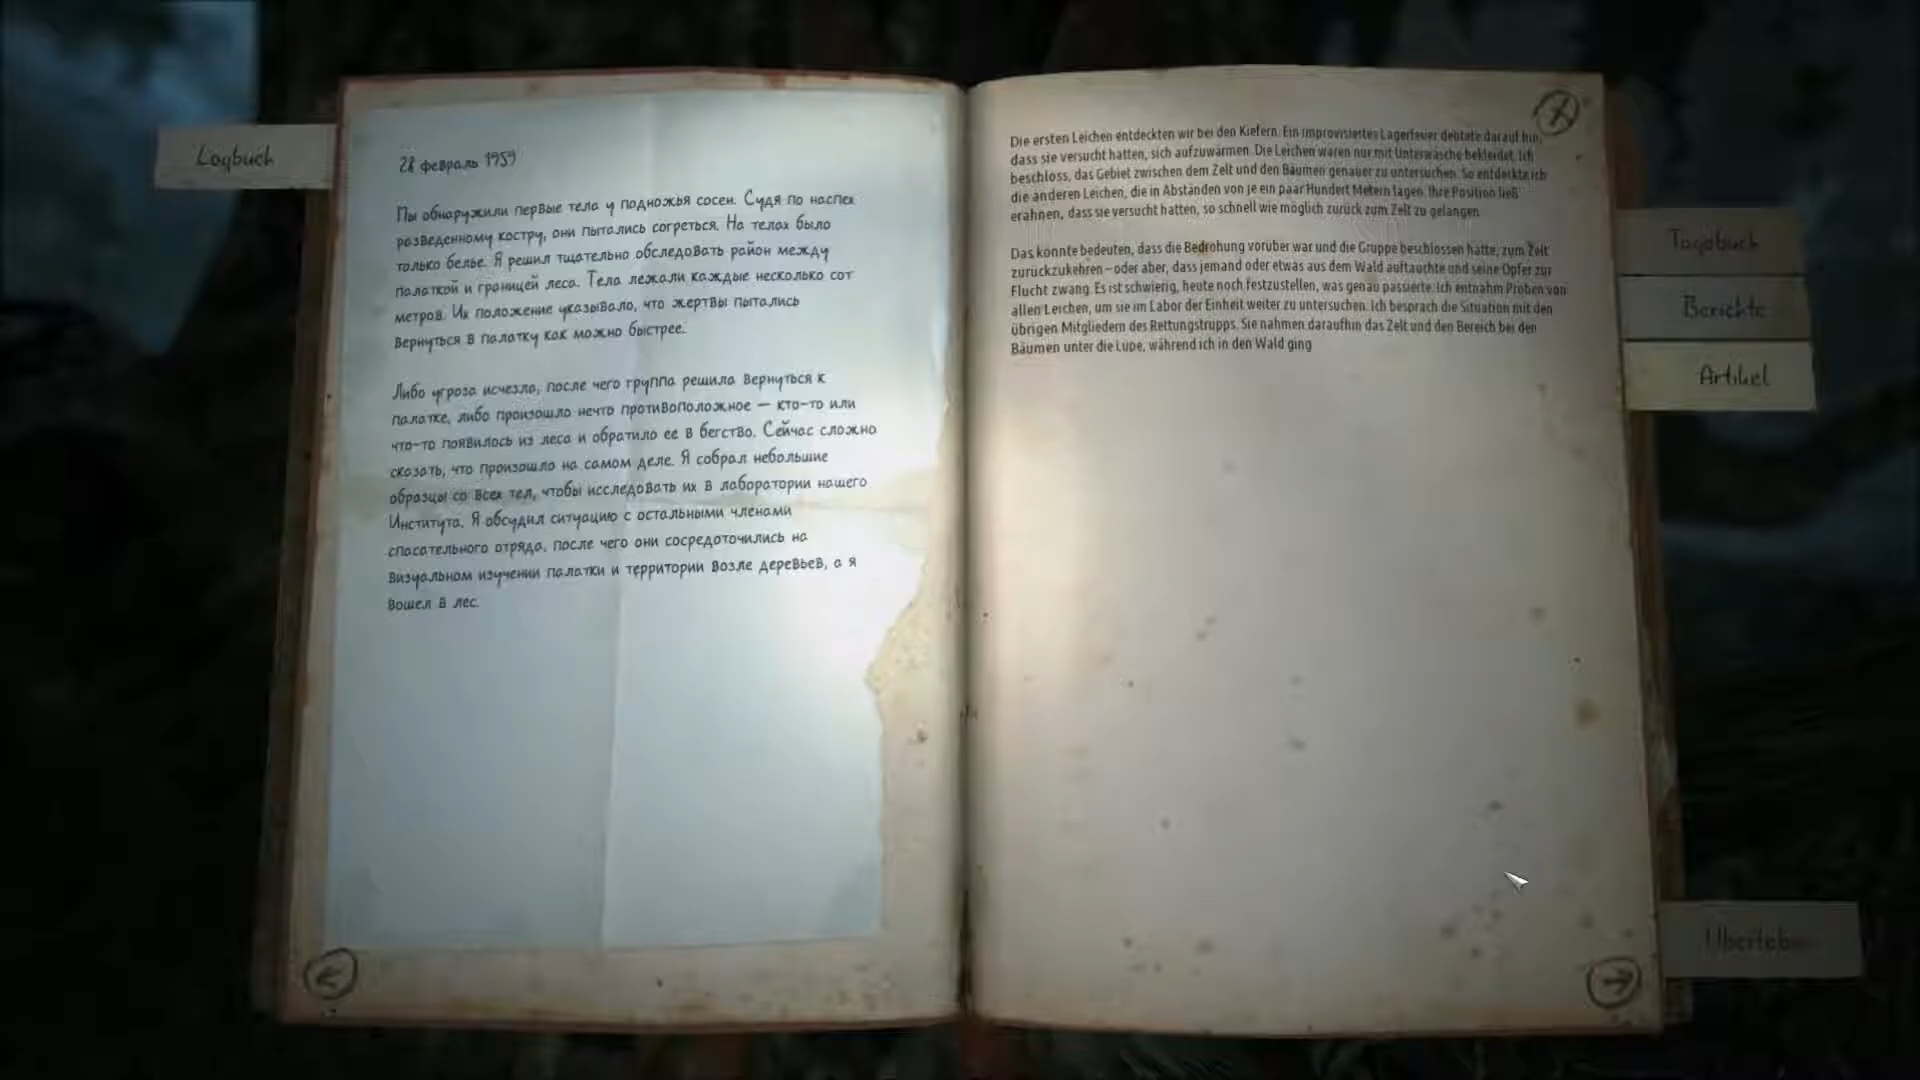 Logbuch
28 февраль 1959
Мы обнаружили первые тела у подножья сосен. Судя по наспех
разведенному костру, они пытались согреться. На телах было
только белье. Я решил тщательно обследовать район между
палаткой и границей леса. Тела лежали каждые несколько сот
метров. Их положение указывало, что жертвы пытались
вернуться в палатку как можно быстрее.
Либо угроза исчезла, после чего группа решила вернуться к
палатке, либо произошло нечто противоположное — кто-то или
что-то появилось из леса и обратило ее в бегство. Сейчас сложно
сказать, что произошло на самом деле. Я собрал небольшие
образцы со всех тел, чтобы исследовать их в лаборатории нашего
Института. Я обсудил ситуацию с остальными членами
спасательного отряда, после чего они сосредоточились на
визуальном изучении палатки и территории возле деревьев, а я
вошел в лес.
Die ersten Leichen entdeckten wir bei den Kiefern. Ein improvisiertes Lagerfeuer deutete darauf hin,
dass sie versucht hatten, sich aufzuwärmen. Die Leichen waren nur mit Unterwäsche bekleidet. Ich
beschloss, das Gebiet zwischen dem Zelt und den Bäumen genauer zu untersuchen. So entdeckte ich
die anderen Leichen, die in Abständen von je ein paar Hundert Metern lagen. Ihre Position ließ
erahnen, dass sie versucht hatten, so schnell wie möglich zurück zum Zelt zu gelangen.
Das konnte bedeuten, dass die Bedrohung vorüber war und die Gruppe beschlossen hatte, zum Zelt
zurückzukehren – oder aber, dass jemand oder etwas aus dem Wald auftauchte und seine Opfer zur
Flucht zwang. Es ist schwierig, heute noch festzustellen, was genau passierte. Ich entnahm Proben von
allen Leichen, um sie im Labor der Einheit weiter zu untersuchen. Ich besprach die Situation mit den
übrigen Mitgliedern des Rettungstrupps. Sie nahmen daraufhin das Zelt und den Bereich bei den
Bäumen unter die Lupe, während ich in den Wald ging
Tagebuch
Berichte
Artikel